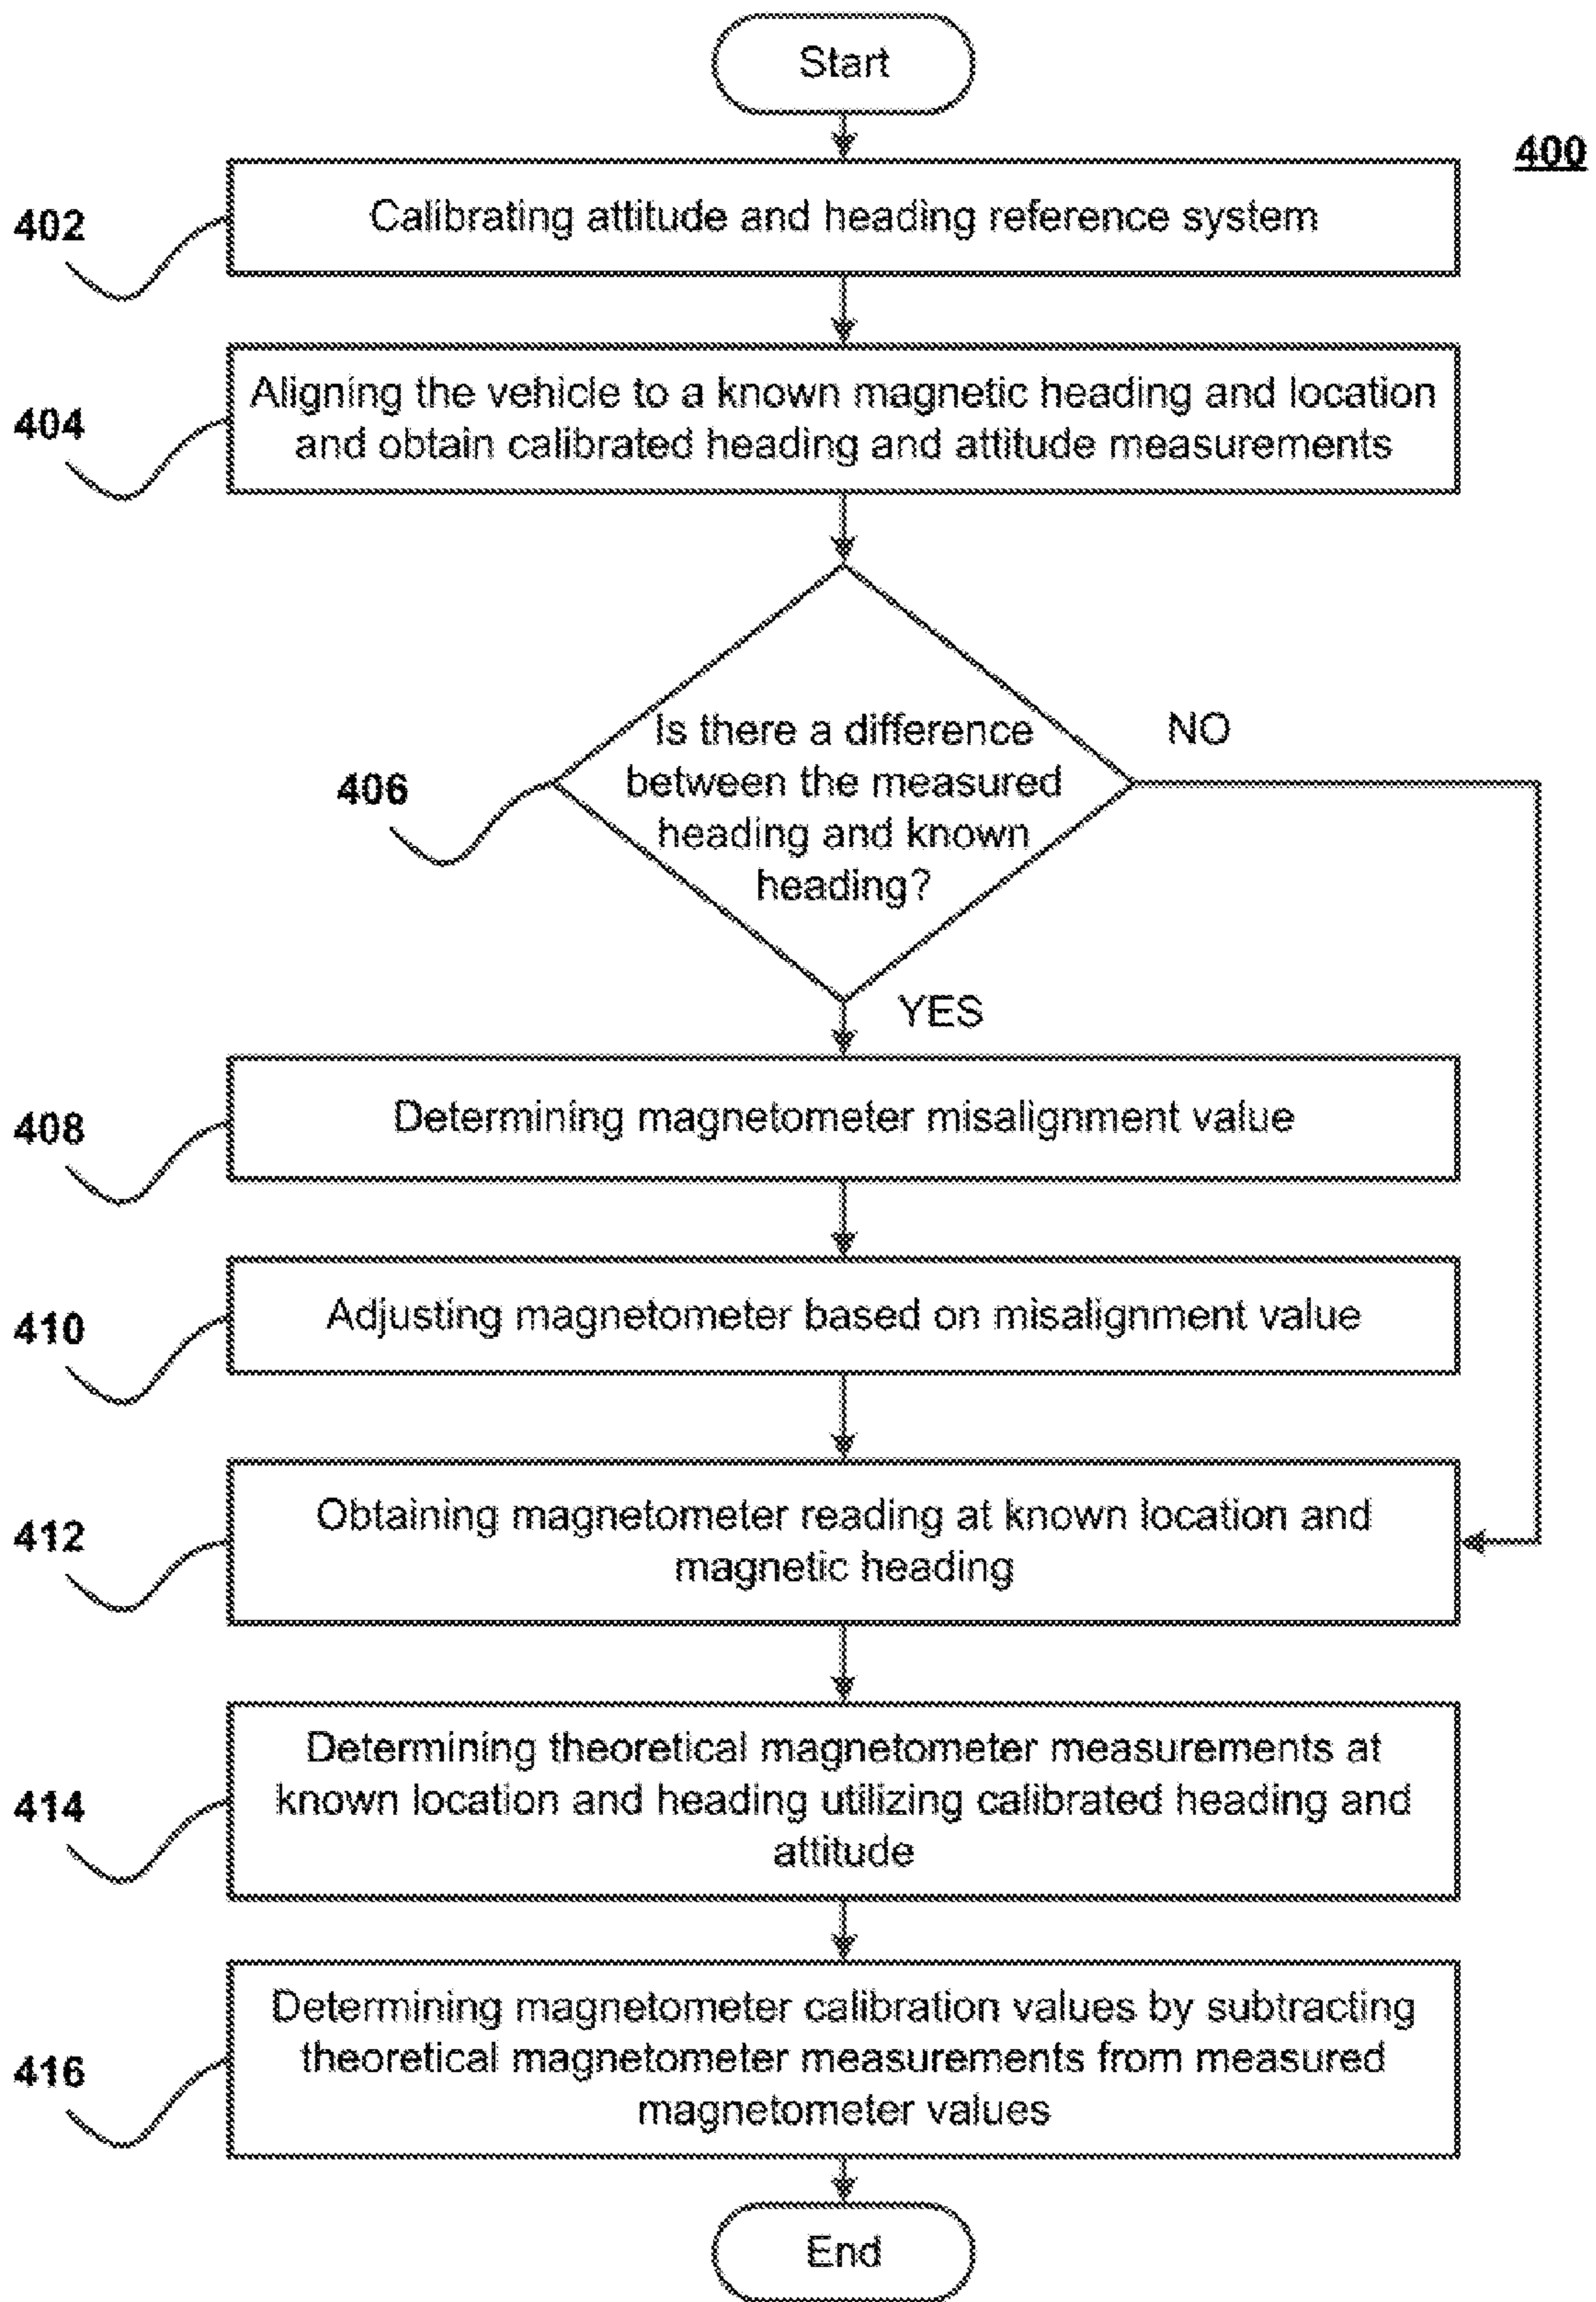 Start
400
402
Calibrating attitude and heading reference system
404
Aligning the vehicle to a known magnetic heading and location
and obtain calibrated heading and attitude measurements
406
Is there a difference
between the measured
heading and known
heading?
NO
YES
408
Determining magnetometer misalignment value
410
Adjusting magnetometer based on misalignment value
412
Obtaining magnetometer reading at known location and
magnetic heading
414
Determining theoretical magnetometer measurements at
known location and heading utilizing calibrated heading and
attitude
416
Determining magnetometer calibration values by subtracting
theoretical magnetometer measurements from measured
magnetometer values
End